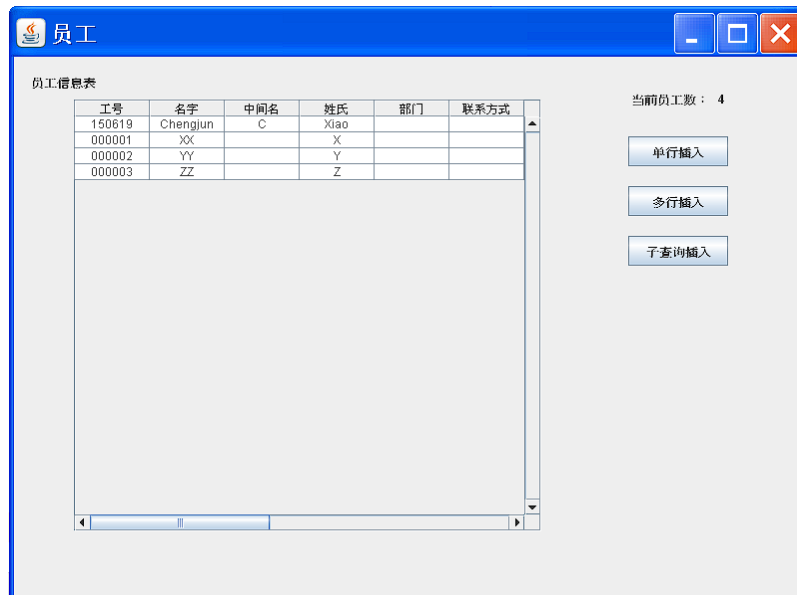 员工
员工信息表
当前员工数： 4
工号 名字 中间名 姓氏 部门 联系方式
150619 Chengjun C Xiao
000001 XX X
000002 YY Y
000003 ZZ Z
单行插入
多行插入
子查询插入